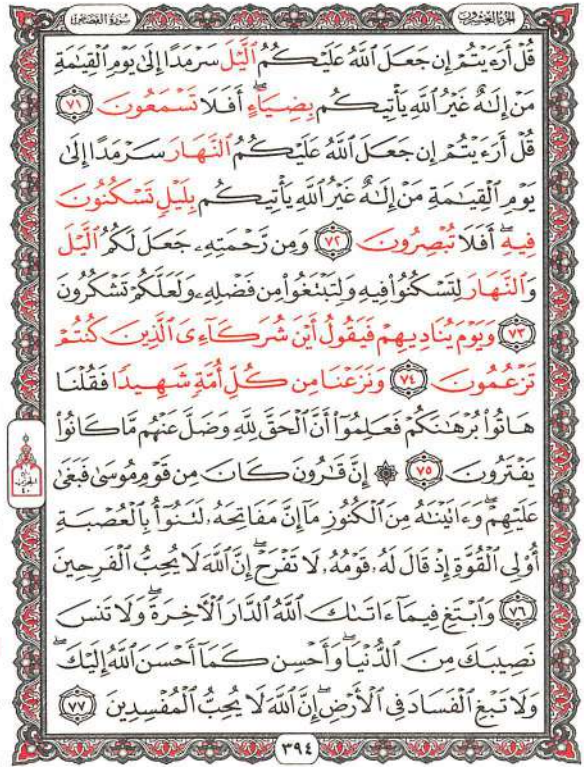 الجزء العشرون
سورة القصص
قُلْ أَرَءَيْتُمْ إِن جَعَلَ ٱللَّهُ عَلَيْكُمُ ٱلَّيْلَ سَرْمَدًا إِلَىٰ يَوْمِ ٱلْقِيَٰمَةِ
مَنْ إِلَٰهٌ غَيْرُ ٱللَّهِ يَأْتِيكُم بِضِيَآءٍ ۖ أَفَلَا تَسْمَعُونَ ٧١
قُلْ أَرَءَيْتُمْ إِن جَعَلَ ٱللَّهُ عَلَيْكُمُ ٱلنَّهَارَ سَرْمَدًا إِلَىٰ
يَوْمِ ٱلْقِيَٰمَةِ مَنْ إِلَٰهٌ غَيْرُ ٱللَّهِ يَأْتِيكُم بِلَيْلٍ تَسْكُنُونَ
فِيهِ ۖ أَفَلَا تُبْصِرُونَ ٧٢ وَمِن رَّحْمَتِهِۦ جَعَلَ لَكُمُ ٱلَّيْلَ
وَٱلنَّهَارَ لِتَسْكُنُوا۟ فِيهِ وَلِتَبْتَغُوا۟ مِن فَضْلِهِۦ وَلَعَلَّكُمْ تَشْكُرُونَ
٧٣ وَيَوْمَ يُنَادِيهِمْ فَيَقُولُ أَيْنَ شُرَكَآءِىَ ٱلَّذِينَ كُنتُمْ
تَزْعُمُونَ ٧٤ وَنَزَعْنَا مِن كُلِّ أُمَّةٍ شَهِيدًا فَقُلْنَا
هَاتُوا۟ بُرْهَٰنَكُمْ فَعَلِمُوٓا۟ أَنَّ ٱلْحَقَّ لِلَّهِ وَضَلَّ عَنْهُم مَّا كَانُوا۟
يَفْتَرُونَ ٧٥ ۞ إِنَّ قَٰرُونَ كَانَ مِن قَوْمِ مُوسَىٰ فَبَغَىٰ
عَلَيْهِمْ ۖ وَءَاتَيْنَٰهُ مِنَ ٱلْكُنُوزِ مَآ إِنَّ مَفَاتِحَهُۥ لَتَنُوٓأُ بِٱلْعُصْبَةِ
أُو۟لِى ٱلْقُوَّةِ إِذْ قَالَ لَهُۥ قَوْمُهُۥ لَا تَفْرَحْ ۖ إِنَّ ٱللَّهَ لَا يُحِبُّ ٱلْفَرِحِينَ
٧٦ وَٱبْتَغِ فِيمَآ ءَاتَىٰكَ ٱللَّهُ ٱلدَّارَ ٱلْءَاخِرَةَ ۖ وَلَا تَنسَ
نَصِيبَكَ مِنَ ٱلدُّنْيَا ۖ وَأَحْسِن كَمَآ أَحْسَنَ ٱللَّهُ إِلَيْكَ ۖ
وَلَا تَبْغِ ٱلْفَسَادَ فِى ٱلْأَرْضِ ۖ إِنَّ ٱللَّهَ لَا يُحِبُّ ٱلْمُفْسِدِينَ ٧٧
٣٩٤